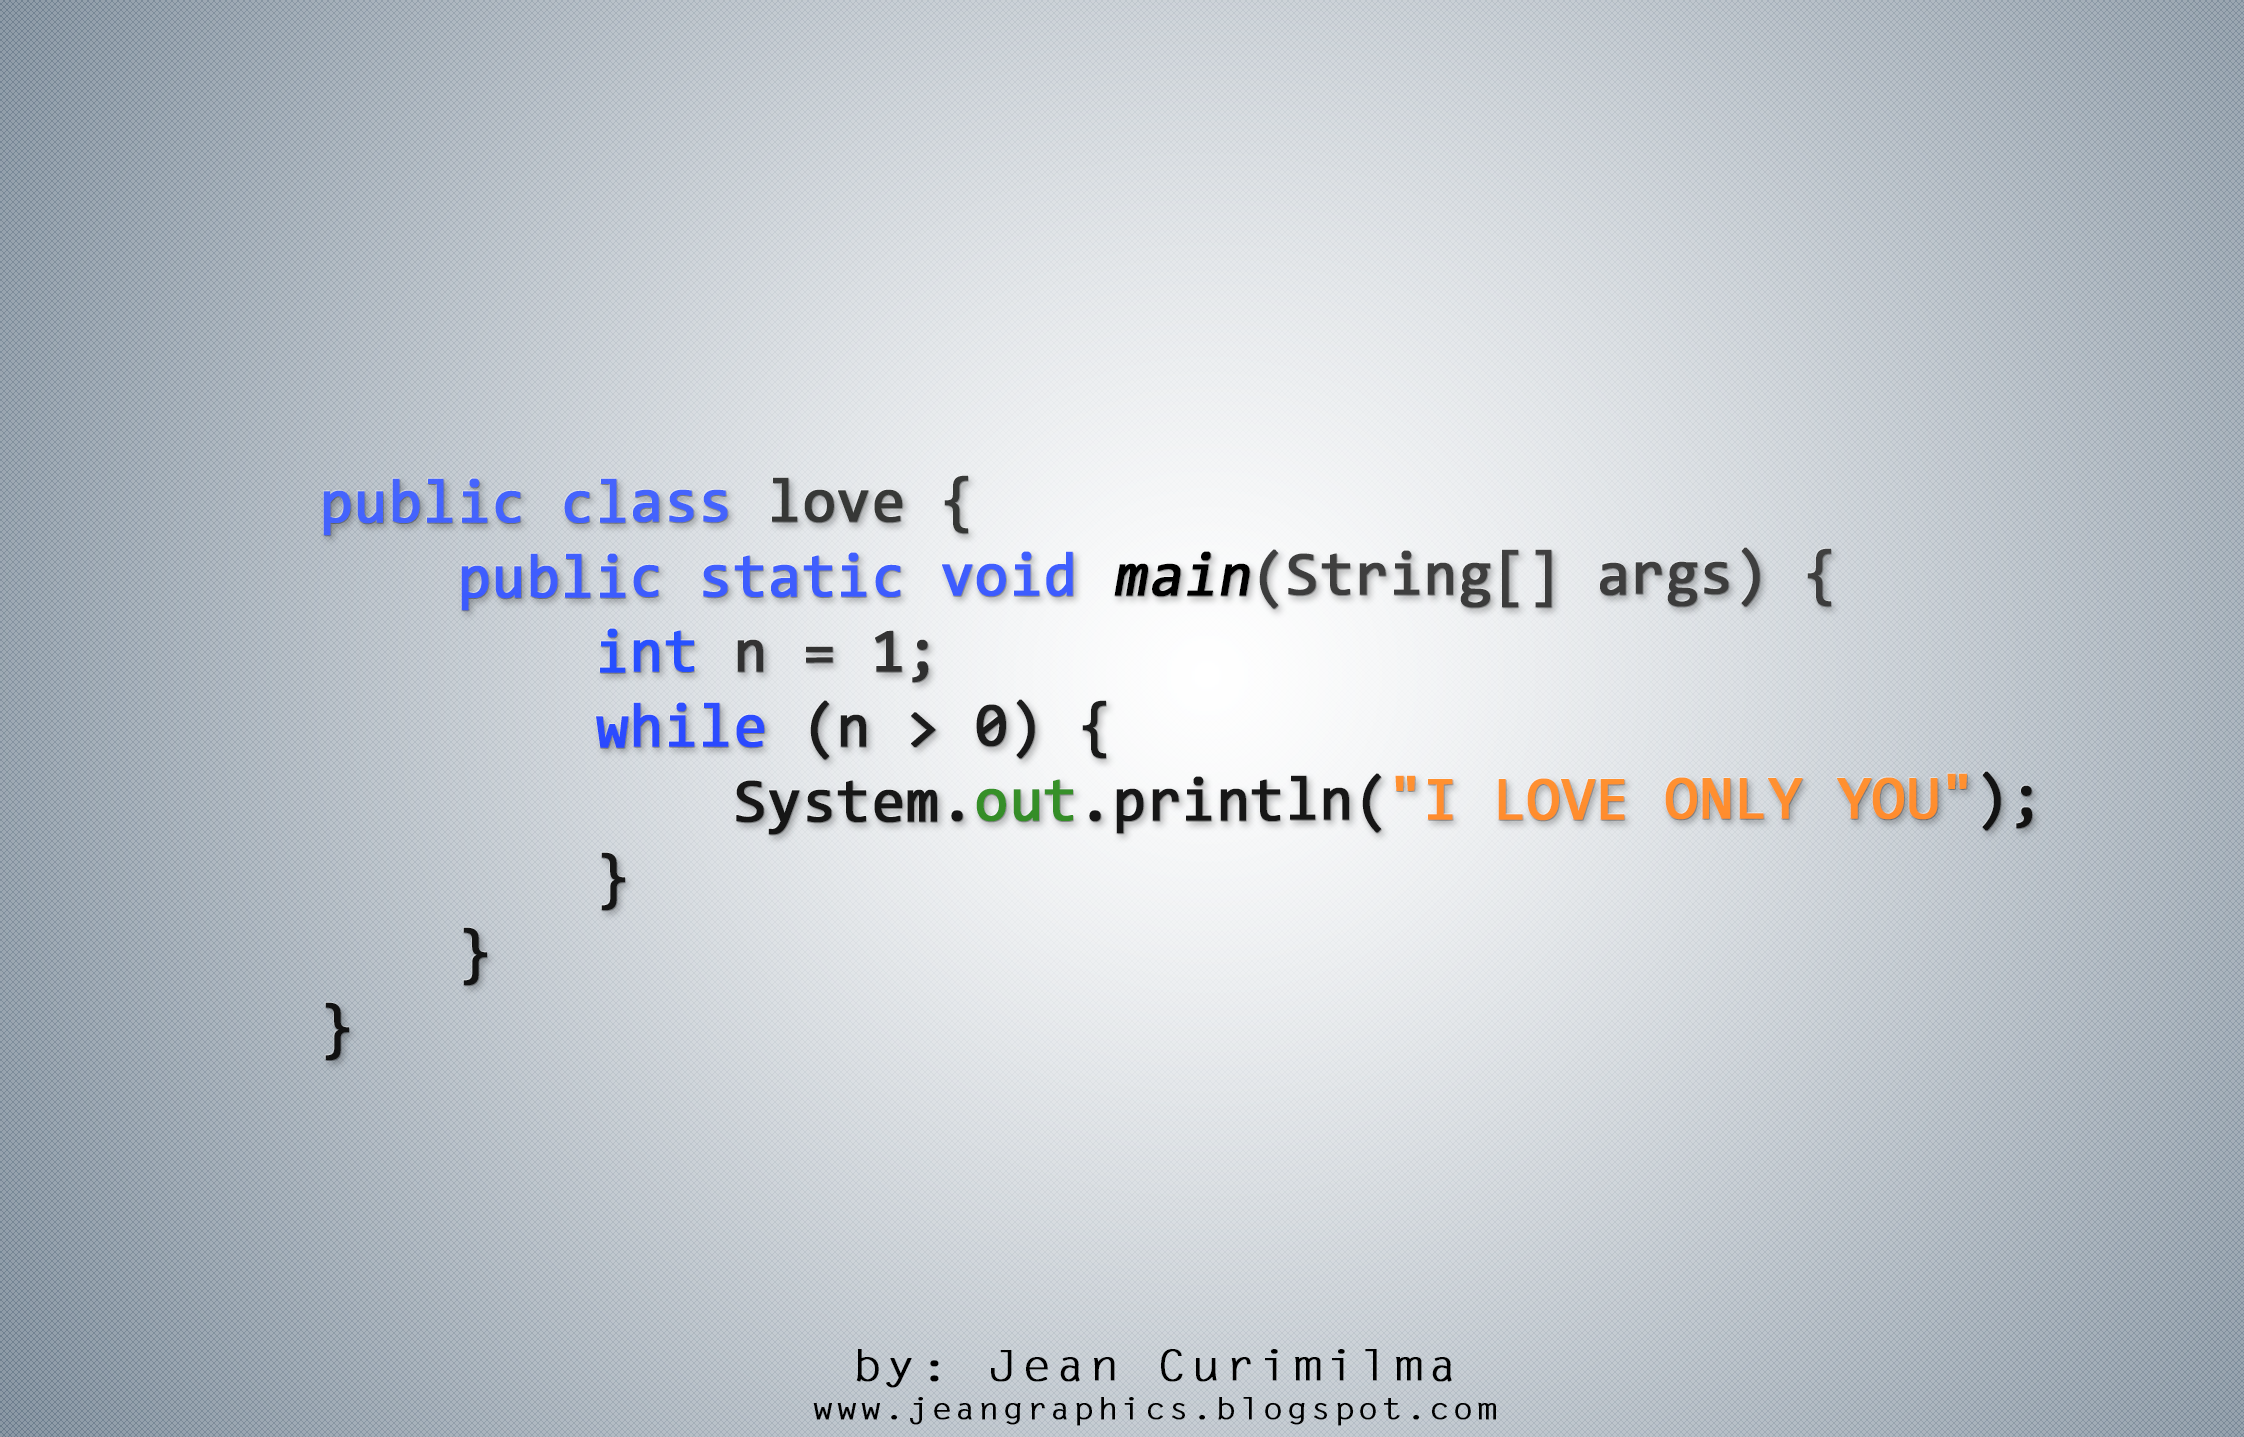 public class love {
    public static void main(String[] args) {
        int n = 1;
        while (n > 0) {
            System.out.println("I LOVE ONLY YOU");
        }
    }
}
by: Jean Curimilma
www.jeangraphics.blogspot.com